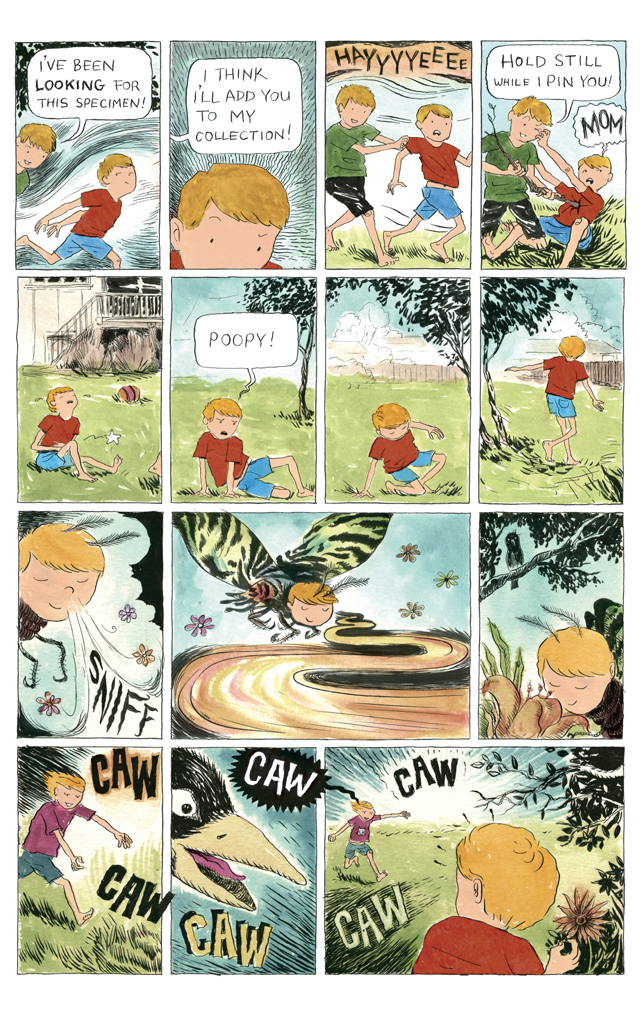 I'VE BEEN
LOOKING FOR
THIS SPECIMEN!
I THINK
I'LL ADD YOU
TO MY
COLLECTION!
HAYYYYYEEEE
HOLD STILL
WHILE I PIN YOU!
MOM
POOPY!
SNIFF
CAW
CAW
CAW
CAW
CAW
CAW